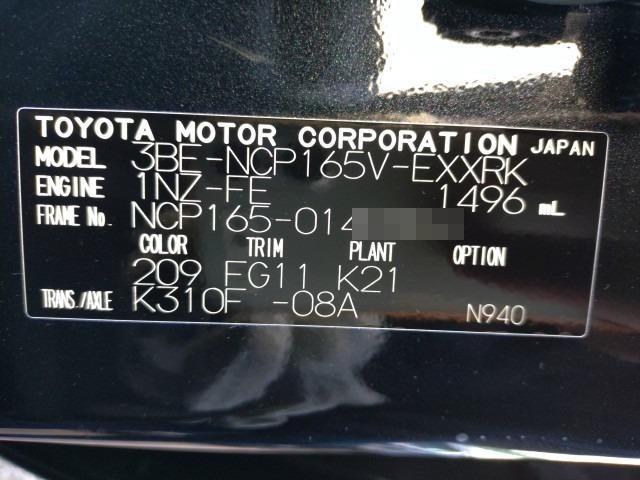 TOYOTA MOTOR CORPORATION JAPAN
MODEL 3BE-NCP165V-EXXRK
ENGINE 1NZ-FE 1496 mL
FRAME No. NCP165-014
COLOR TRIM PLANT OPTION
209 FG11 K21
TRANS./AXLE K310F -08A N940